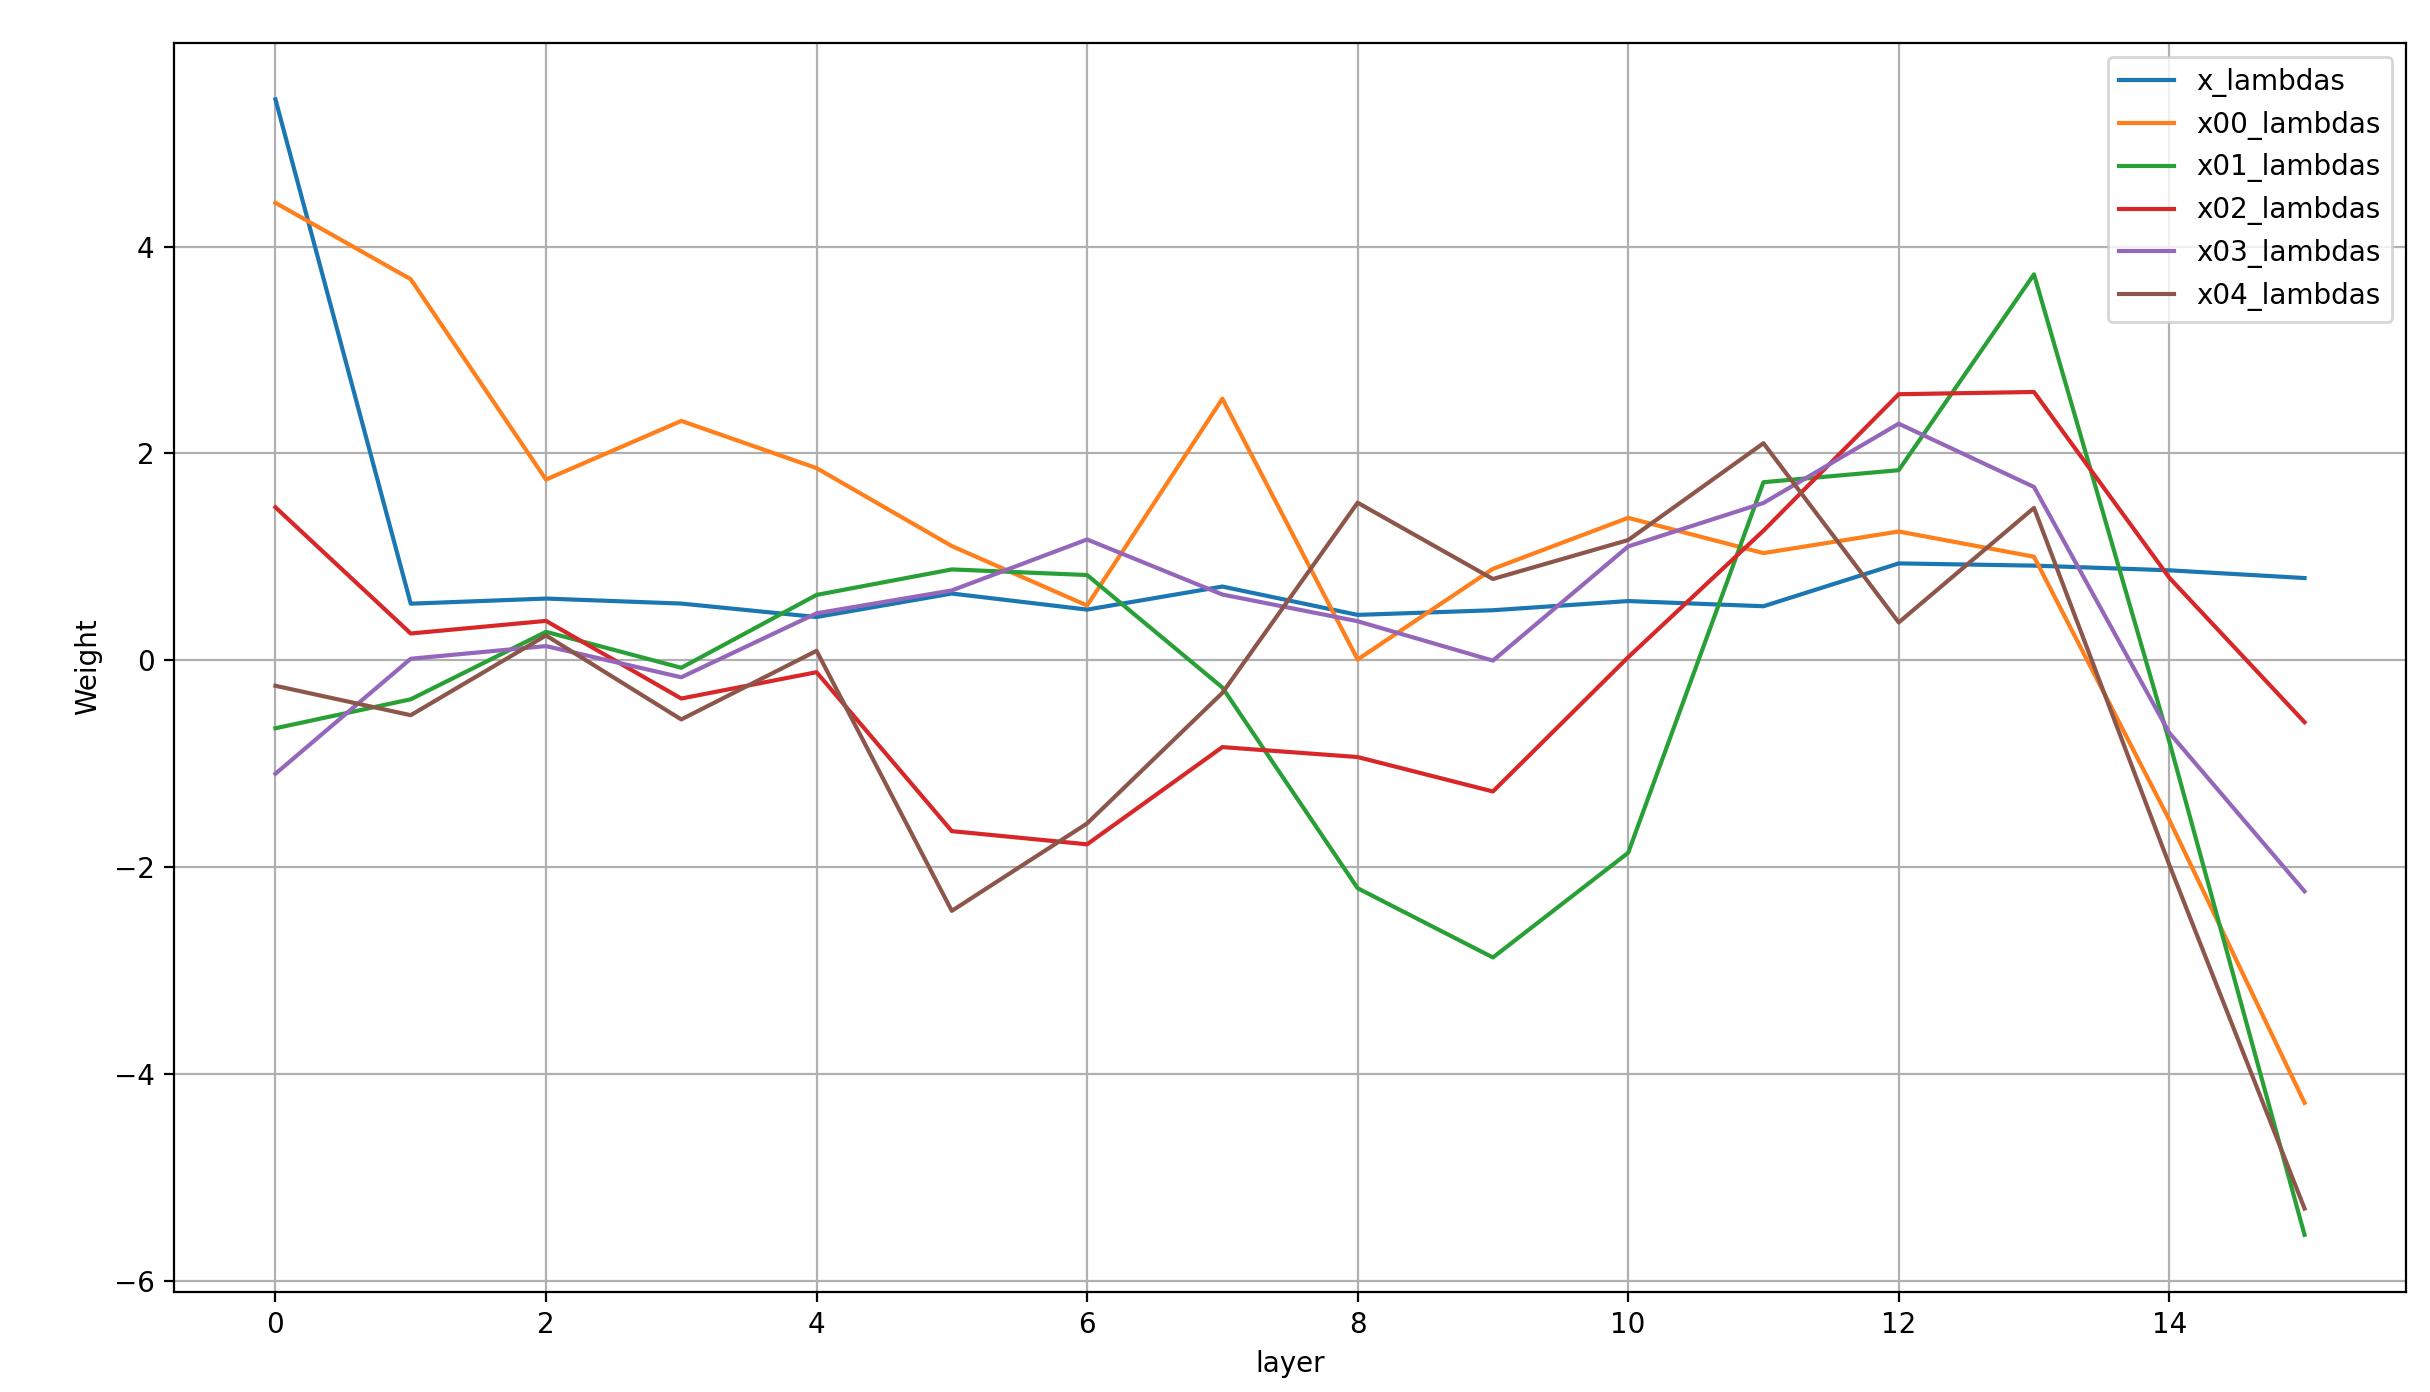 x_lambdas
x00_lambdas
x01_lambdas
x02_lambdas
x03_lambdas
x04_lambdas
4
2
0
−2
−4
−6
Weight
0 2 4 6 8 10 12 14
layer